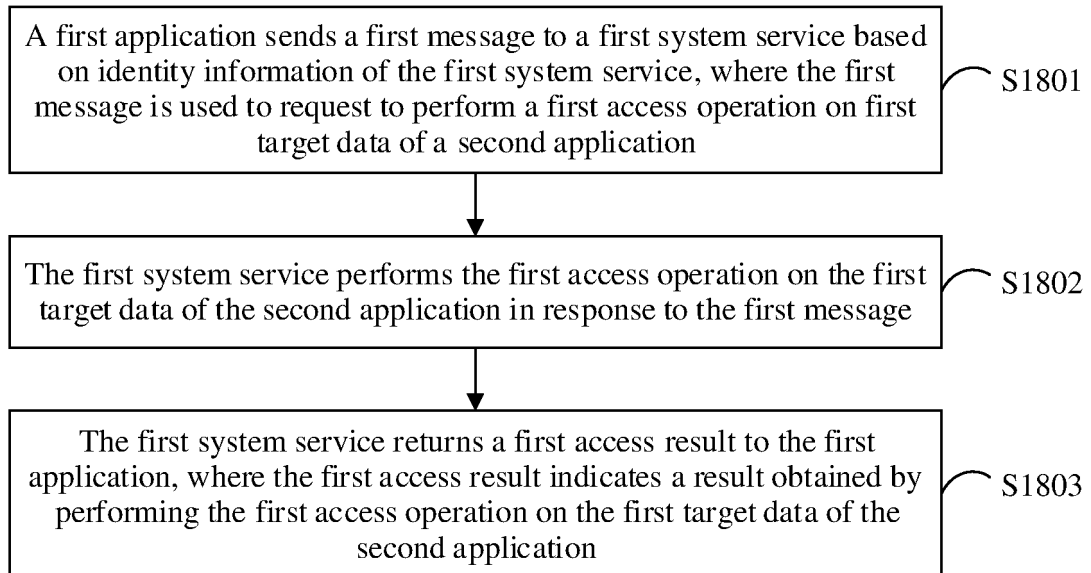 A first application sends a first message to a first system service based
on identity information of the first system service, where the first
message is used to request to perform a first access operation on first
target data of a second application
S1801
The first system service performs the first access operation on the first
target data of the second application in response to the first message
S1802
The first system service returns a first access result to the first
application, where the first access result indicates a result obtained by
performing the first access operation on the first target data of the
second application
S1803